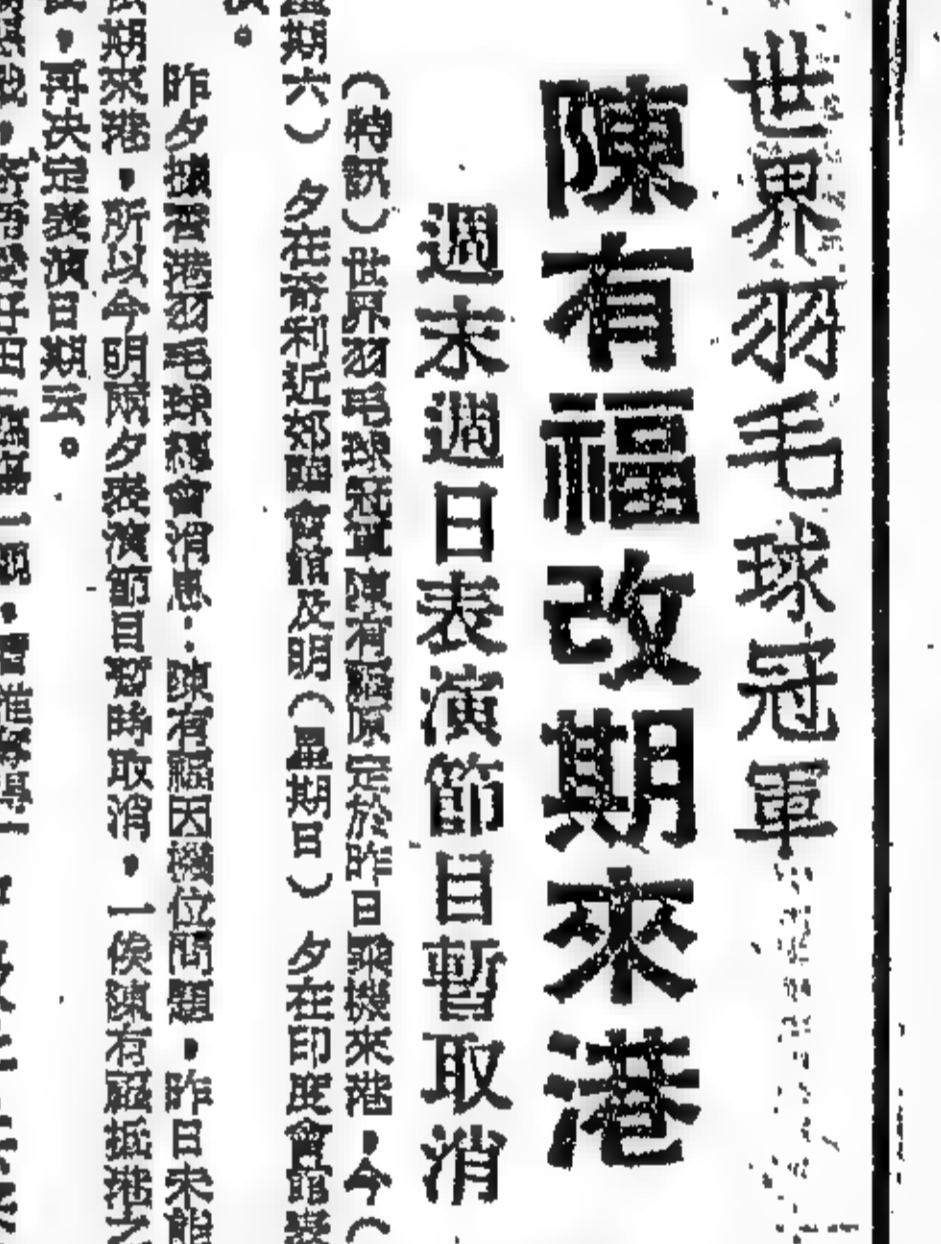 世界羽毛球冠軍
陳有福改期來港
週末週日表演節目暫取消
（特訊）世界羽毛球冠軍陳有福原定於昨日乘機來港，今（
星期六）夕在奇利近郊區會館及明（星期日）夕在印度會館表
演。
昨夕據香港羽毛球總會消息：陳有福因機位問題，昨日未能
依期來港，所以今明兩夕表演節目暫時取消，一俟陳有福抵港之
後，再決定表演日期云。